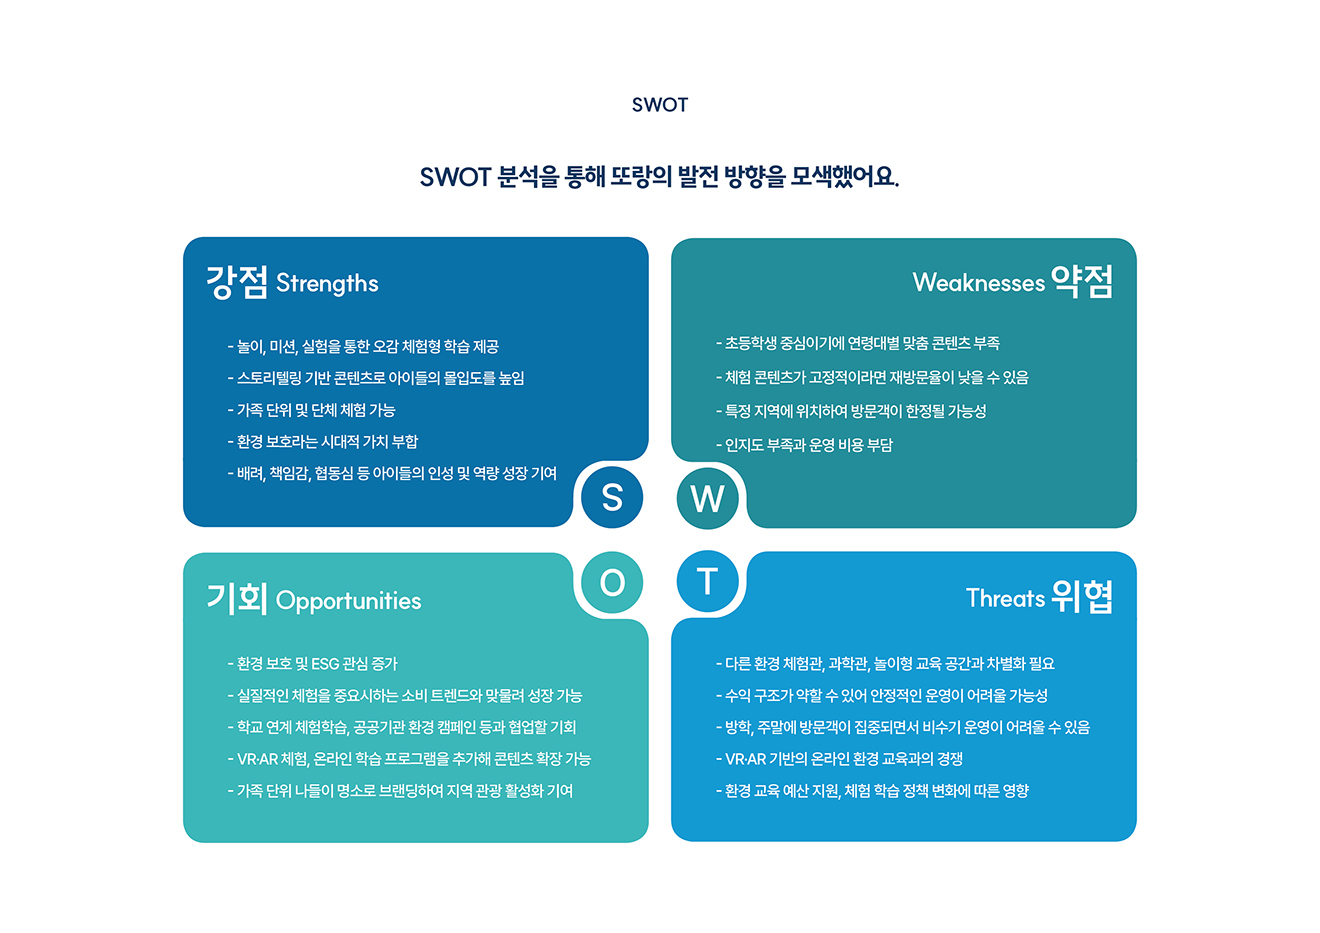 SWOT
SWOT 분석을 통해 또랑의 발전 방향을 모색했어요.
강점 Strengths
- 놀이, 미션, 실험을 통한 오감 체험형 학습 제공
- 스토리텔링 기반 콘텐츠로 아이들의 몰입도를 높임
- 가족 단위 및 단체 체험 가능
- 환경 보호라는 시대적 가치 부합
- 배려, 책임감, 협동심 등 아이들의 인성 및 역량 성장 기여
S
Weaknesses 약점
- 초등학생 중심이기에 연령대별 맞춤 콘텐츠 부족
- 체험 콘텐츠가 고정적이라면 재방문율이 낮을 수 있음
- 특정 지역에 위치하여 방문객이 한정될 가능성
- 인지도 부족과 운영 비용 부담
W
기회 Opportunities
O
- 환경 보호 및 ESG 관심 증가
- 실질적인 체험을 중요시하는 소비 트렌드와 맞물려 성장 가능
- 학교 연계 체험학습, 공공기관 환경 캠페인 등과 협업할 기회
- VR·AR 체험, 온라인 학습 프로그램을 추가해 콘텐츠 확장 가능
- 가족 단위 나들이 명소로 브랜딩하여 지역 관광 활성화 기여
T
Threats 위협
- 다른 환경 체험관, 과학관, 놀이형 교육 공간과 차별화 필요
- 수익 구조가 약할 수 있어 안정적인 운영이 어려울 가능성
- 방학, 주말에 방문객이 집중되면서 비수기 운영이 어려울 수 있음
- VR·AR 기반의 온라인 환경 교육과의 경쟁
- 환경 교육 예산 지원, 체험 학습 정책 변화에 따른 영향